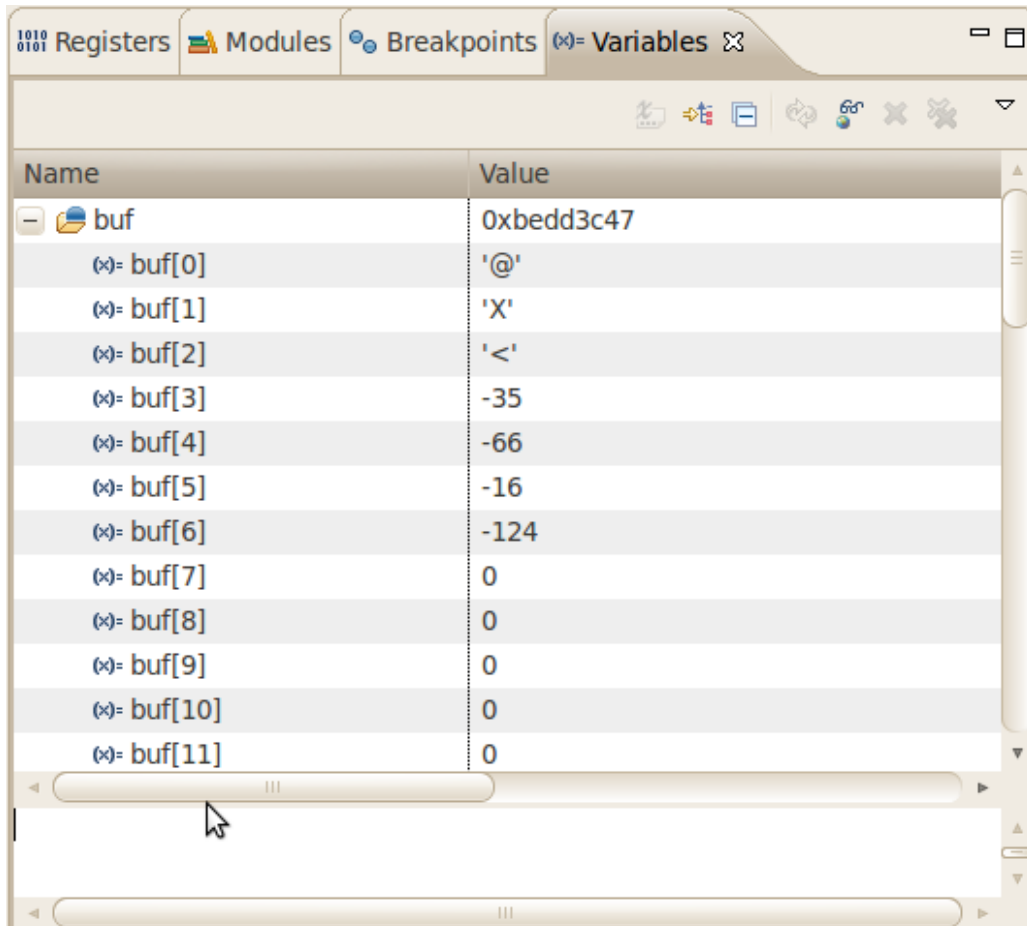 1010 0101 Registers Modules Breakpoints (x)= Variables
Name Value
buf 0xbedd3c47
(x)= buf[0] '@'
(x)= buf[1] 'X'
(x)= buf[2] '<'
(x)= buf[3] -35
(x)= buf[4] -66
(x)= buf[5] -16
(x)= buf[6] -124
(x)= buf[7] 0
(x)= buf[8] 0
(x)= buf[9] 0
(x)= buf[10] 0
(x)= buf[11] 0